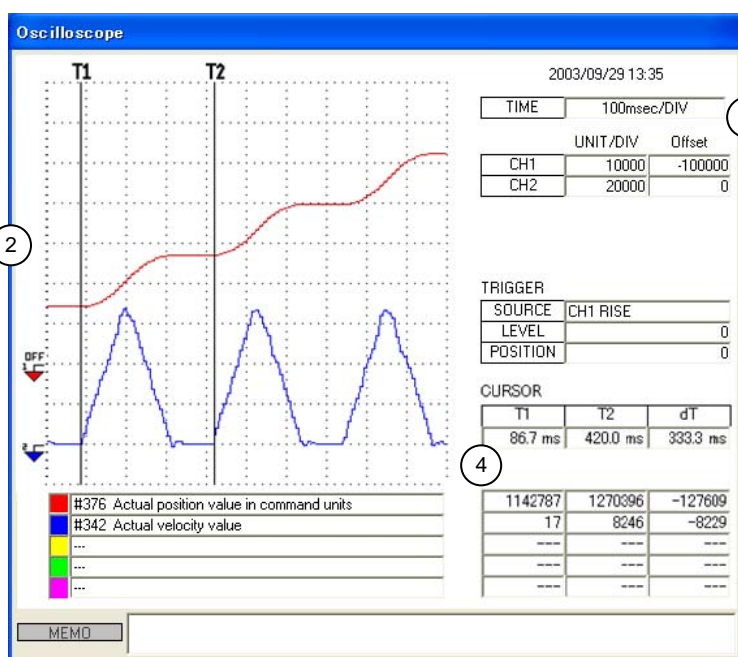 Oscilloscope
T1 T2
2003/09/29 13:35
TIME 100msec/DIV
UNIT/DIV Offset
CH1 10000 -100000
CH2 20000 0
2
TRIGGER
SOURCE CH1 RISE
LEVEL 0
POSITION 0
OFF
1
CURSOR
T1 T2 dT
86.7 ms 420.0 ms 333.3 ms
2
4
#376 Actual position value in command units 1142787 1270396 -127609
#342 Actual velocity value 17 8246 -8229
--- --- --- ---
--- --- --- ---
--- --- --- ---
MEMO